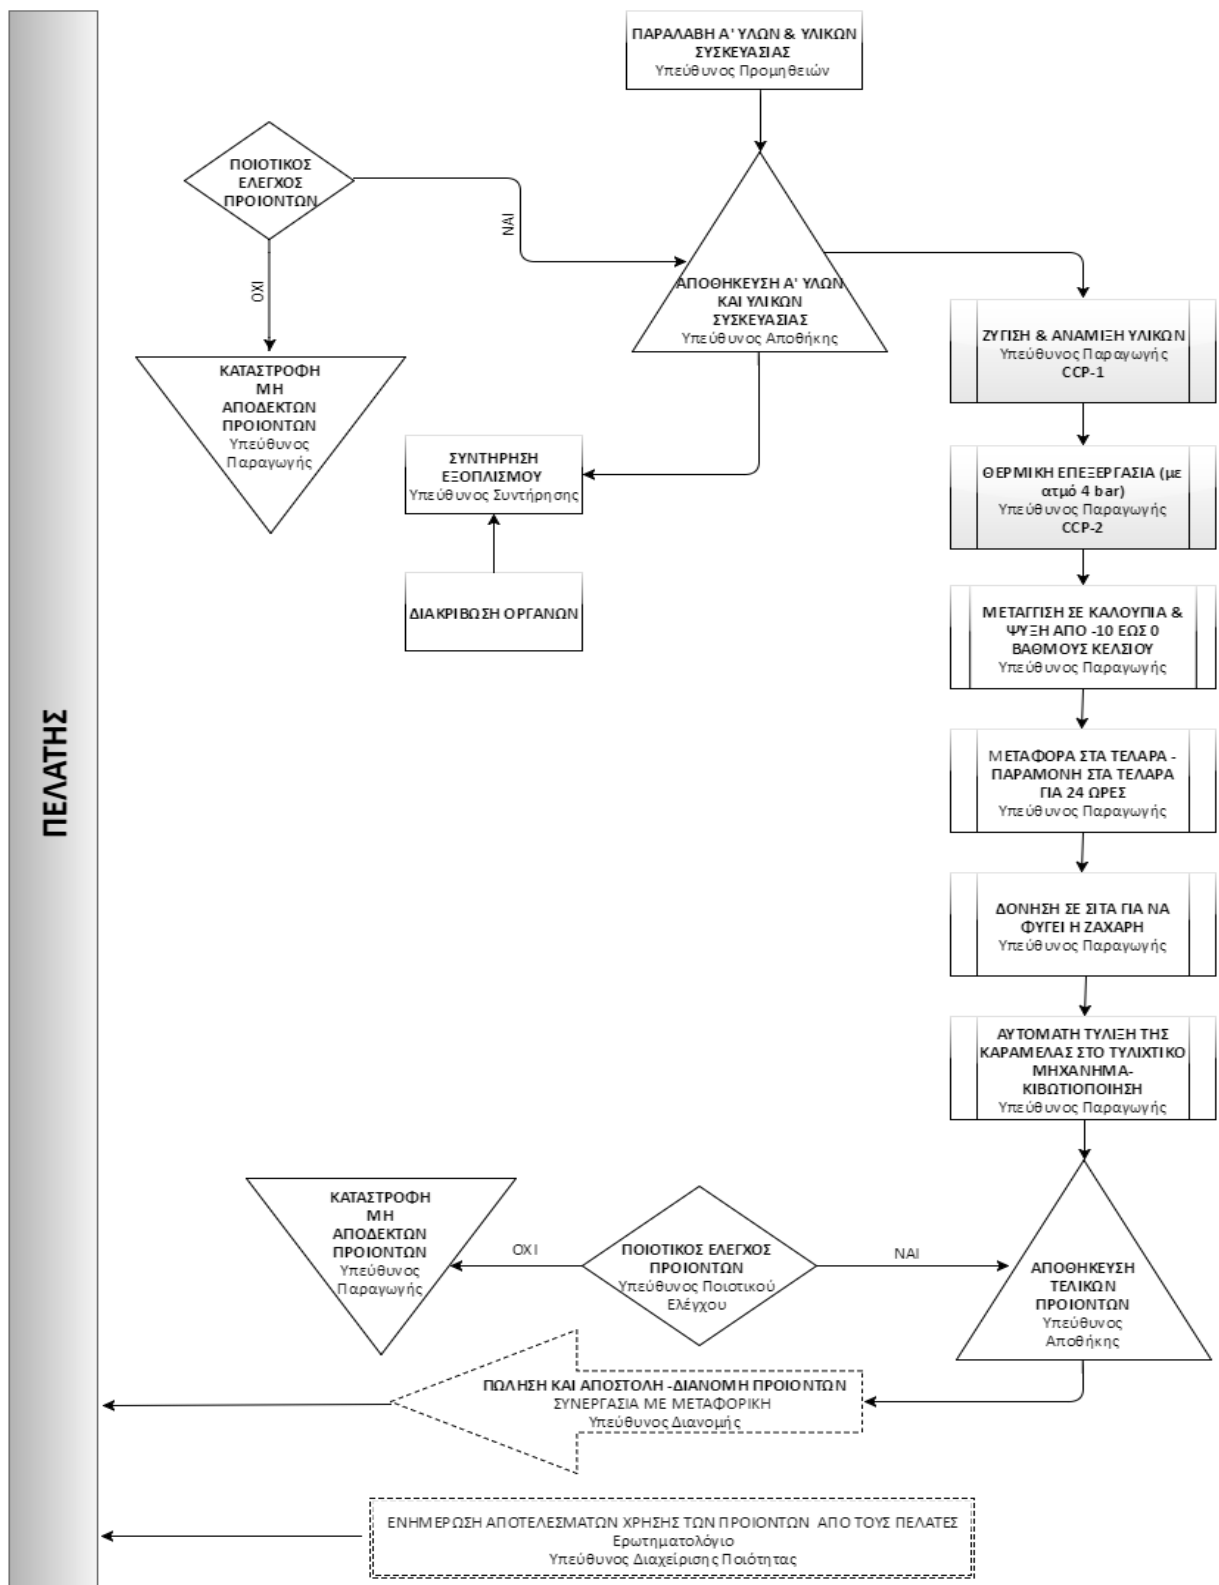 ΠΑΡΑΛΑΒΗ Α' ΥΛΩΝ & ΥΛΙΚΩΝ
ΣΥΣΚΕΥΑΣΙΑΣ
Υπεύθυνος Προμηθειών
ΠΟΙΟΤΙΚΟΣ
ΕΛΕΓΧΟΣ
ΠΡΟΙΟΝΤΩΝ
ΝΑΙ
ΟΧΙ
ΑΠΟΘΗΚΕΥΣΗ Α' ΥΛΩΝ
ΚΑΙ ΥΛΙΚΩΝ
ΣΥΣΚΕΥΑΣΙΑΣ
Υπεύθυνος Αποθήκης
ΖΥΓΙΣΗ & ΑΝΑΜΙΞΗ ΥΛΙΚΩΝ
Υπεύθυνος Παραγωγής
CCP-1
ΚΑΤΑΣΤΡΟΦΗ
ΜΗ
ΑΠΟΔΕΚΤΩΝ
ΠΡΟΙΟΝΤΩΝ
Υπεύθυνος
Παραγωγής
ΣΥΝΤΗΡΗΣΗ
ΕΞΟΠΛΙΣΜΟΥ
Υπεύθυνος Συντήρησης
ΘΕΡΜΙΚΗ ΕΠΕΞΕΡΓΑΣΙΑ (με
ατμό 4 bar)
Υπεύθυνος Παραγωγής
CCP-2
ΔΙΑΚΡΙΒΩΣΗ ΟΡΓΑΝΩΝ
ΜΕΤΑΓΓΙΣΗ ΣΕ ΚΑΛΟΥΠΙΑ &
ΨΥΞΗ ΑΠΟ -10 ΕΩΣ 0
ΒΑΘΜΟΥΣ ΚΕΛΣΙΟΥ
Υπεύθυνος Παραγωγής
ΠΕΛΑΤΗΣ
ΜΕΤΑΦΟΡΑ ΣΤΑ ΤΕΛΑΡΑ -
ΠΑΡΑΜΟΝΗ ΣΤΑ ΤΕΛΑΡΑ
ΓΙΑ 24 ΩΡΕΣ
Υπεύθυνος Παραγωγής
ΔΟΝΗΣΗ ΣΕ ΣΙΤΑ ΓΙΑ ΝΑ
ΦΥΓΕΙ Η ΖΑΧΑΡΗ
Υπεύθυνος Παραγωγής
ΑΥΤΟΜΑΤΗ ΤΥΛΙΞΗ ΤΗΣ
ΚΑΡΑΜΕΛΑΣ ΣΤΟ ΤΥΛΙΧΤΙΚΟ
ΜΗΧΑΝΗΜΑ-
ΚΙΒΩΤΙΟΠΟΙΗΣΗ
Υπεύθυνος Παραγωγής
ΚΑΤΑΣΤΡΟΦΗ
ΜΗ
ΑΠΟΔΕΚΤΩΝ
ΠΡΟΙΟΝΤΩΝ
Υπεύθυνος
Παραγωγής
ΟΧΙ
ΠΟΙΟΤΙΚΟΣ ΕΛΕΓΧΟΣ
ΠΡΟΙΟΝΤΩΝ
Υπεύθυνος Ποιοτικού
Ελέγχου
ΝΑΙ
ΑΠΟΘΗΚΕΥΣΗ
ΤΕΛΙΚΩΝ
ΠΡΟΙΟΝΤΩΝ
Υπεύθυνος
Αποθήκης
ΠΩΛΗΣΗ ΚΑΙ ΑΠΟΣΤΟΛΗ -ΔΙΑΝΟΜΗ ΠΡΟΙΟΝΤΩΝ
ΣΥΝΕΡΓΑΣΙΑ ΜΕ ΜΕΤΑΦΟΡΙΚΗ
Υπεύθυνος Διανομής
ΕΝΗΜΕΡΩΣΗ ΑΠΟΤΕΛΕΣΜΑΤΩΝ ΧΡΗΣΗΣ ΤΩΝ ΠΡΟΙΟΝΤΩΝ ΑΠΟ ΤΟΥΣ ΠΕΛΑΤΕΣ
Ερωτηματολόγιο
Υπεύθυνος Διαχείρισης Ποιότητας